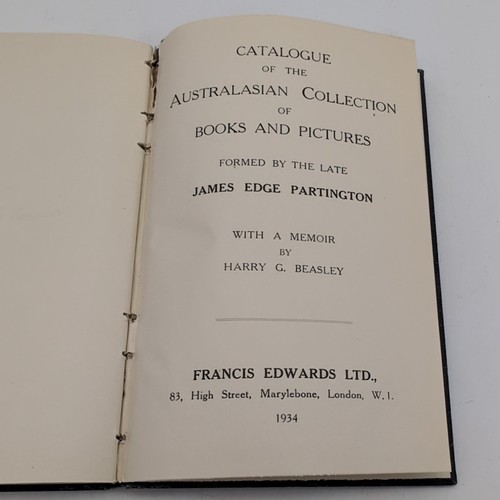 CATALOGUE
OF THE
AUSTRALASIAN COLLECTION
OF
BOOKS AND PICTURES
FORMED BY THE LATE
JAMES EDGE PARTINGTON
WITH A MEMOIR
BY
HARRY G. BEASLEY
FRANCIS EDWARDS LTD.,
83, High Street, Marylebone, London, W. 1.
1934